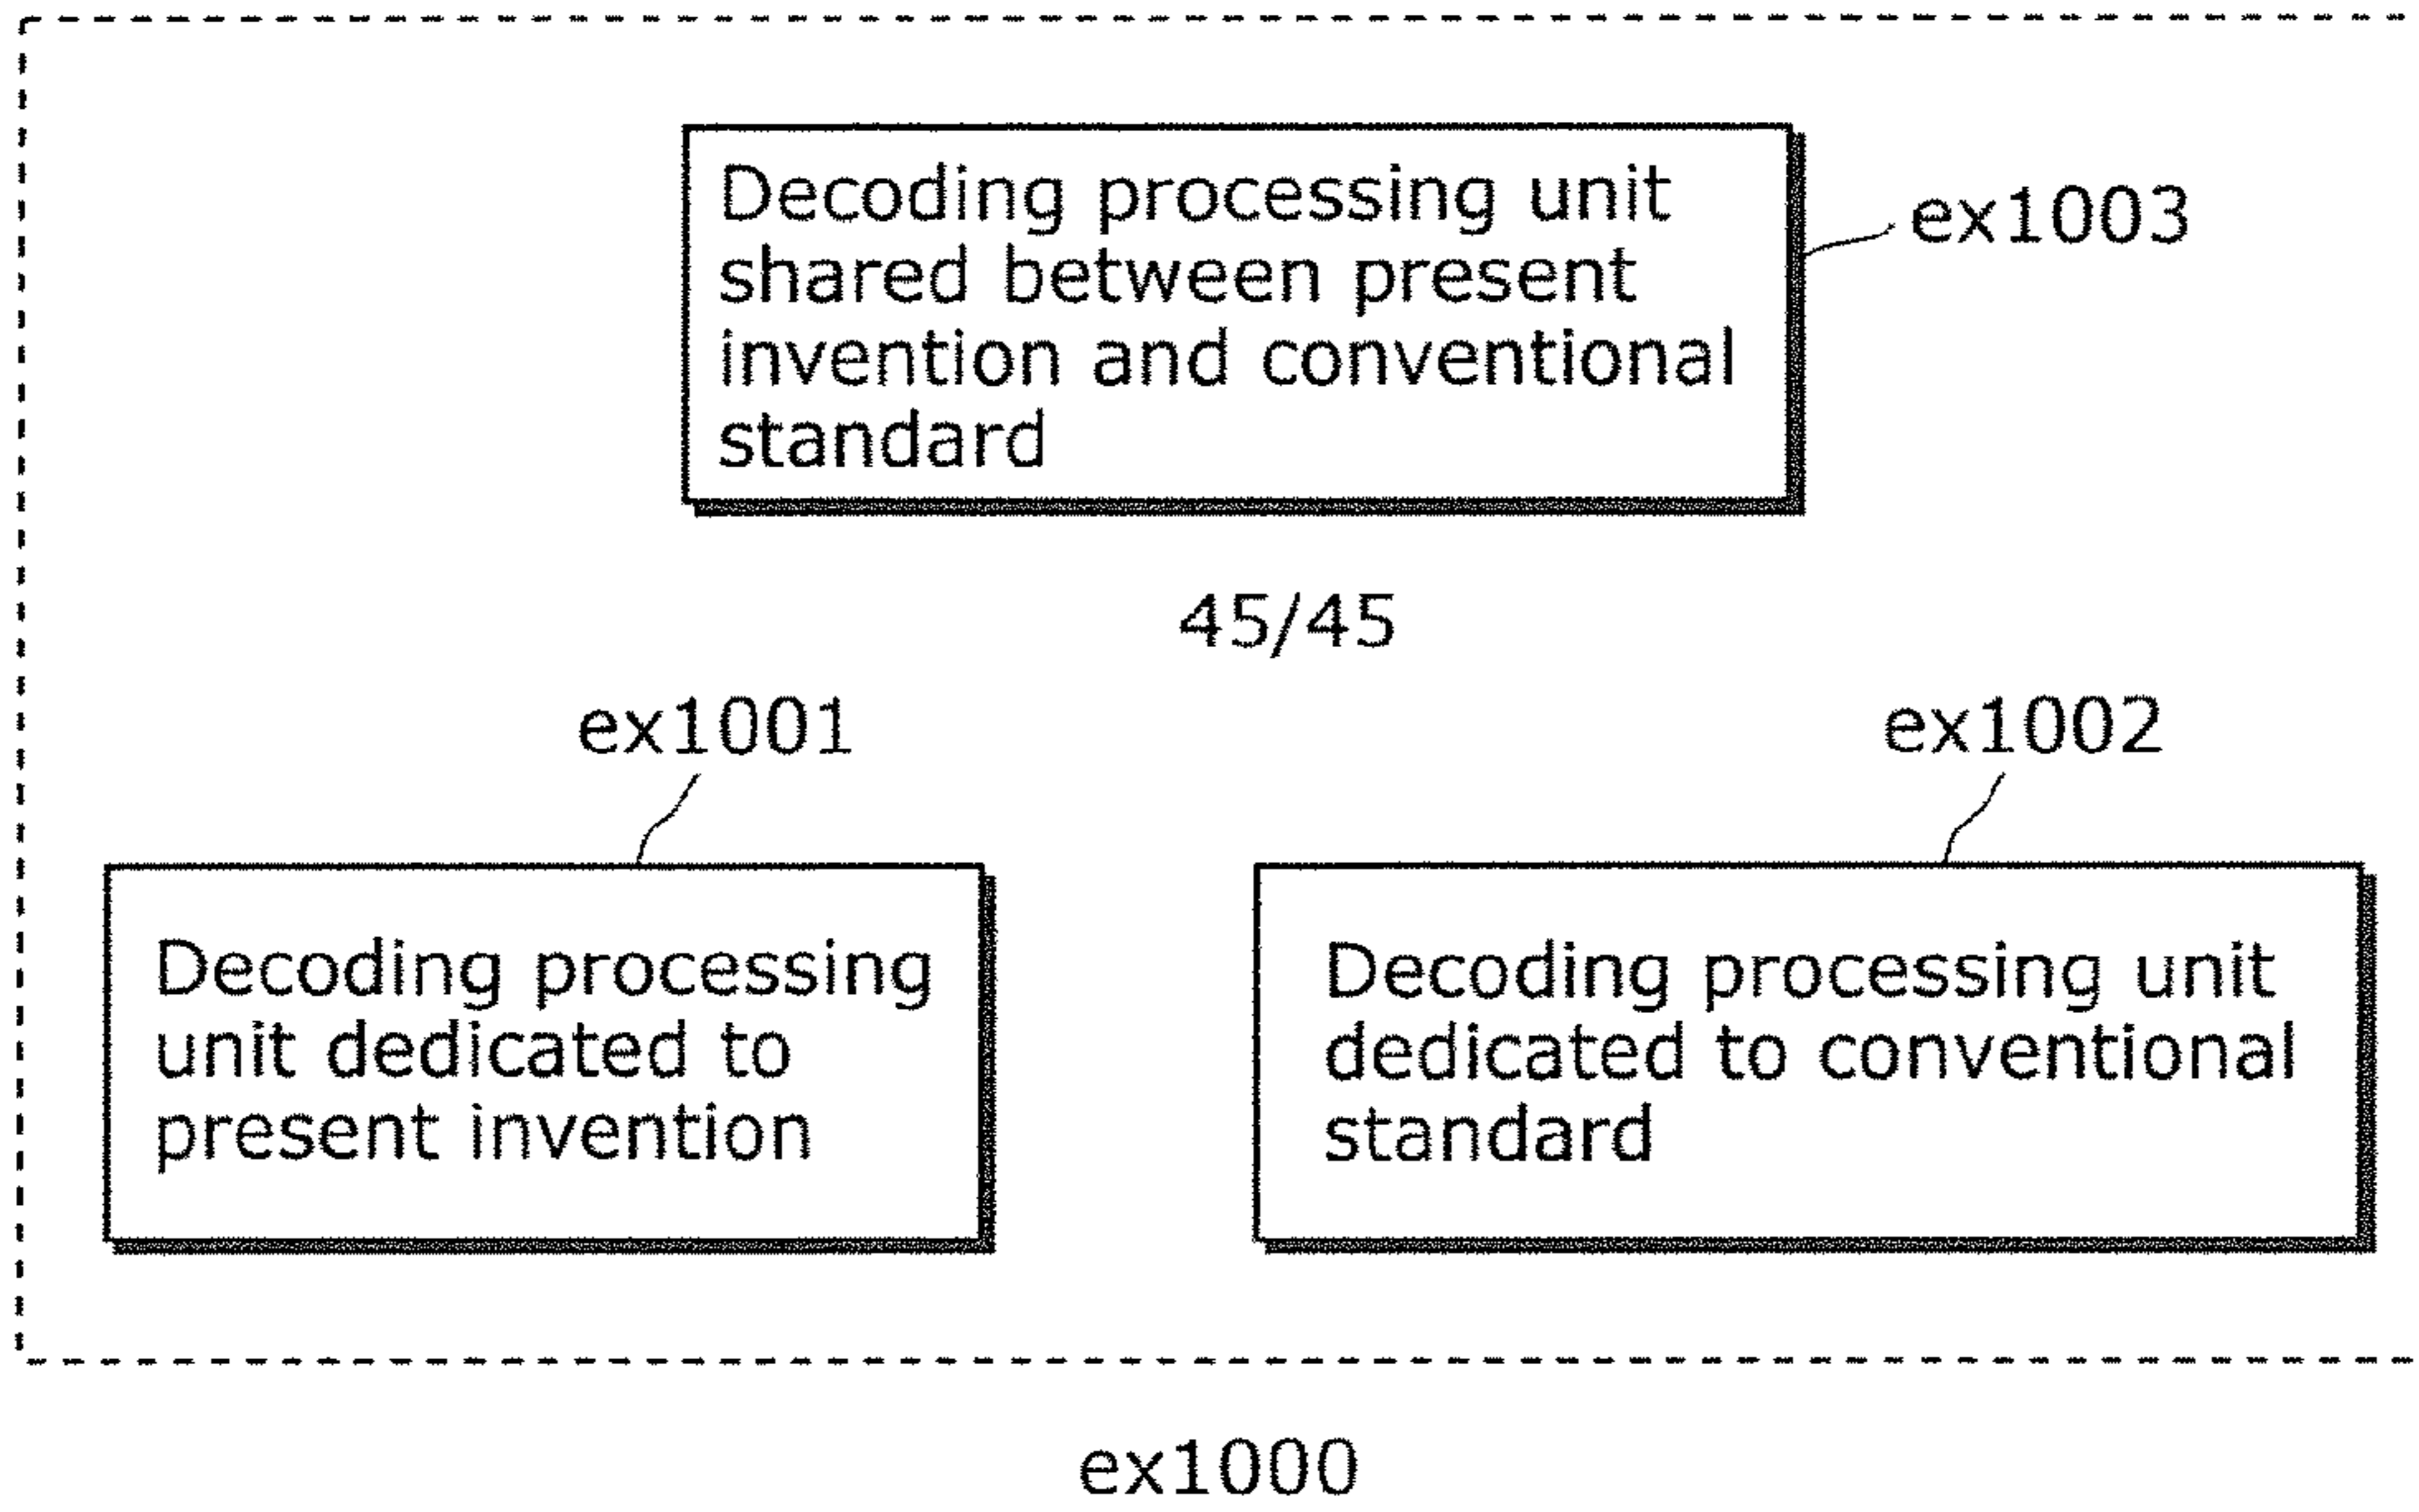 Decoding processing unit
shared between present
invention and conventional
standard
ex1003
45/45
ex1001
ex1002
Decoding processing
unit dedicated to
present invention
Decoding processing unit
dedicated to conventional
standard
ex1000